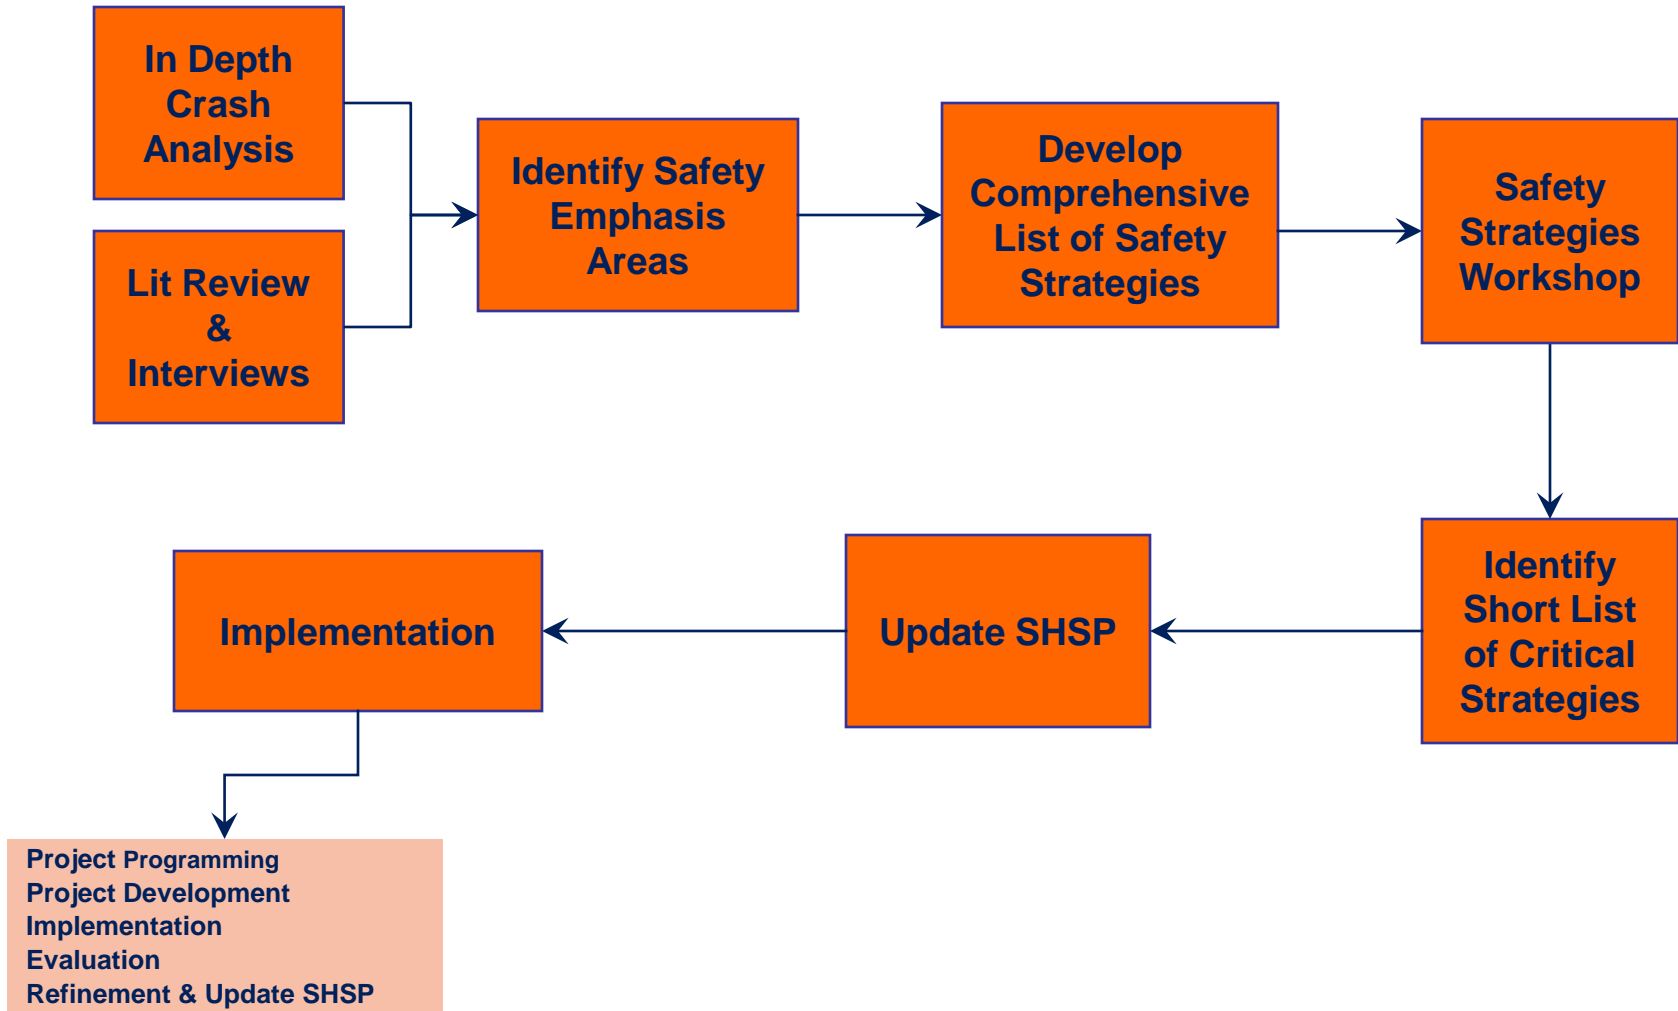 In Depth
Crash
Analysis
Lit Review
&
Interviews
Identify Safety
Emphasis
Areas
Develop
Comprehensive
List of Safety
Strategies
Safety
Strategies
Workshop
Identify
Short List
of Critical
Strategies
Update SHSP
Implementation
Project Programming
Project Development
Implementation
Evaluation
Refinement & Update SHSP